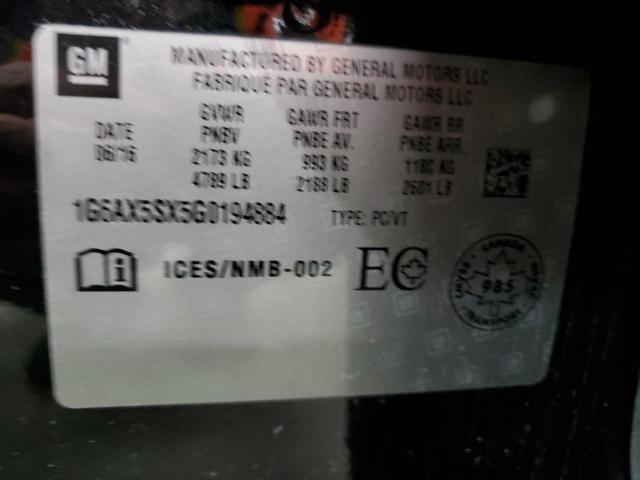 GM
MANUFACTURED BY GENERAL MOTORS LLC
FABRIQUÉ PAR GENERAL MOTORS LLC
GVWR GAWR FRT GAWR RR
DATE PNBV PNBE AV. PNBE ARR.
06/16 2173 KG 993 KG 1180 KG
4789 LB 2188 LB 2601 LB
1G6AX5SX5G0194884 TYPE: PC/VT
i ICES/NMB-002 EC
CANADA
985
TRANSPORT